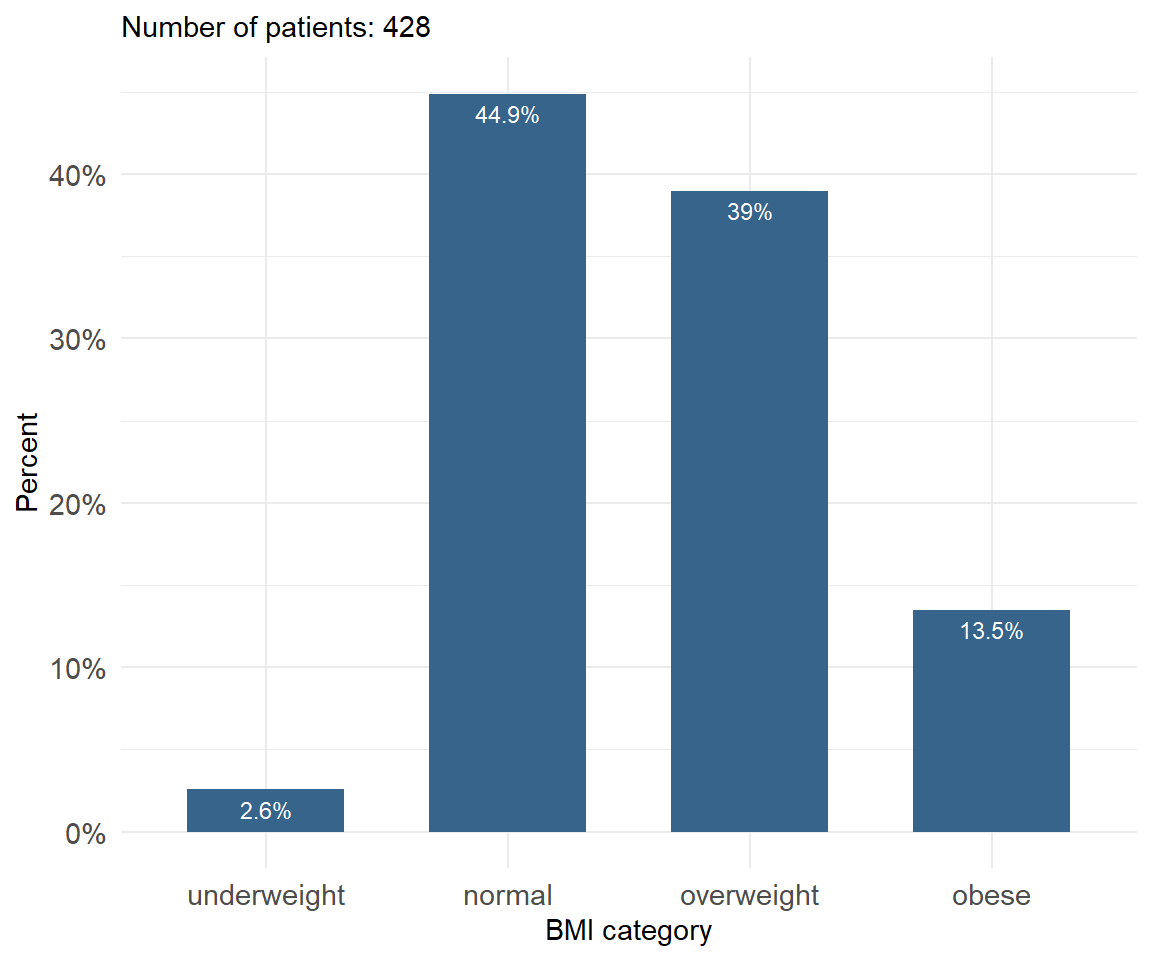 Number of patients: 428
Percent
40%
30%
20%
10%
0%
44.9%
39%
13.5%
2.6%
underweight normal overweight obese
BMI category